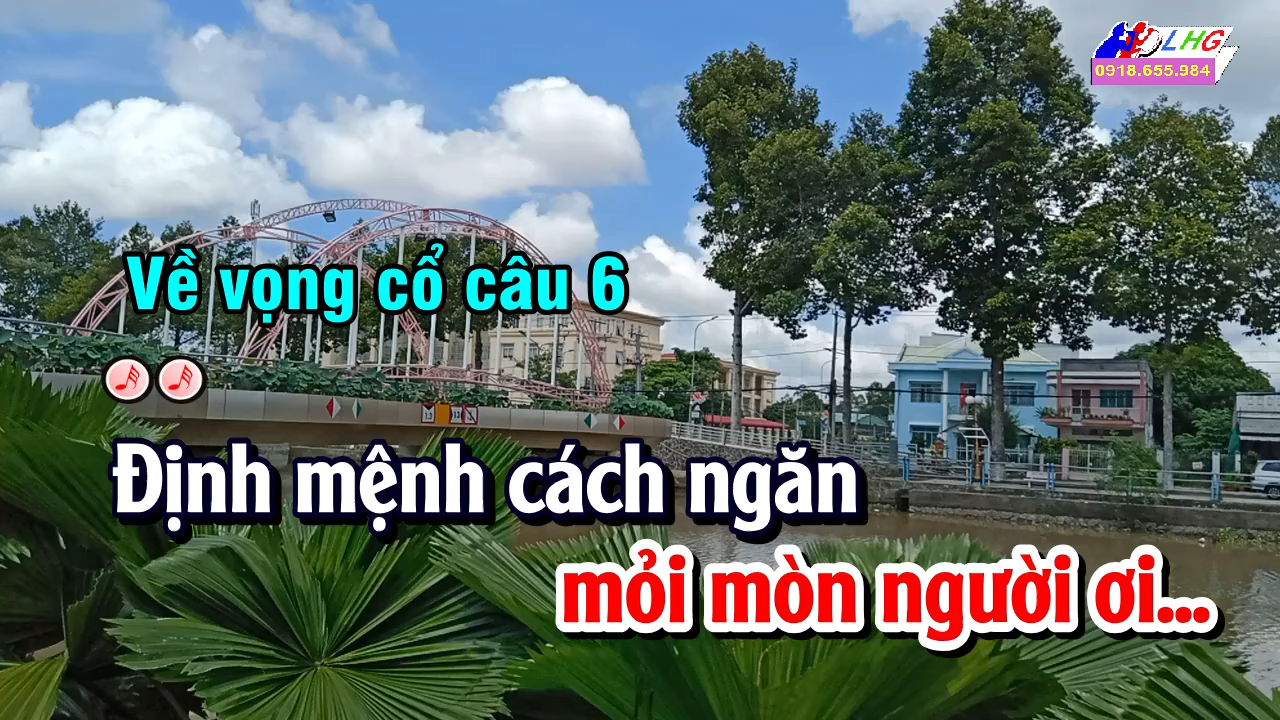 LHG
0918.655.984
Về vọng cổ câu 6
Định mệnh cách ngăn
mỏi mòn người ơi...